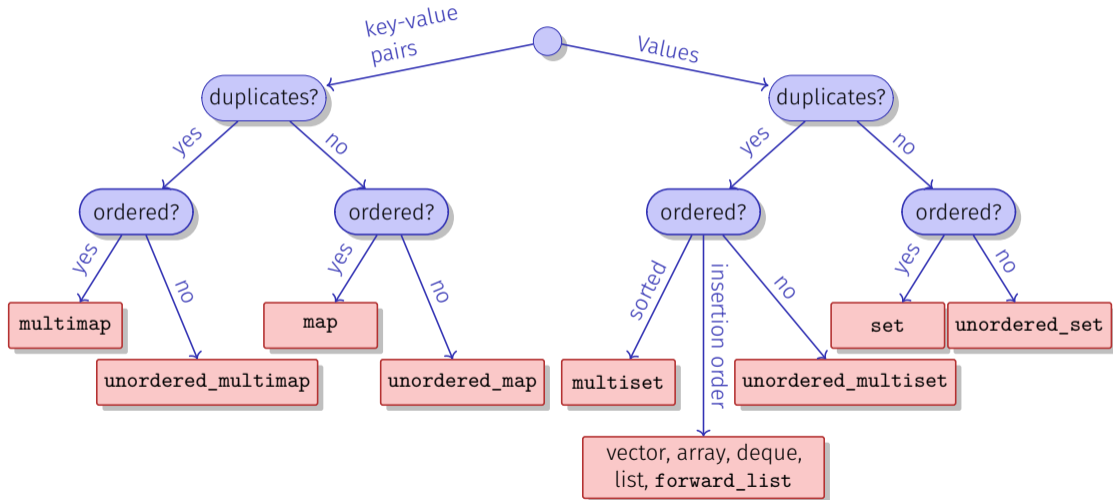 key-value
pairs
Values
duplicates?
duplicates?
yes
no
yes
no
ordered?
ordered?
ordered?
ordered?
yes
no
yes
no
sorted
insertion order
no
yes
no
multimap
map
set
unordered_set
unordered_multimap
unordered_map
multiset
unordered_multiset
vector, array, deque,
list, forward_list